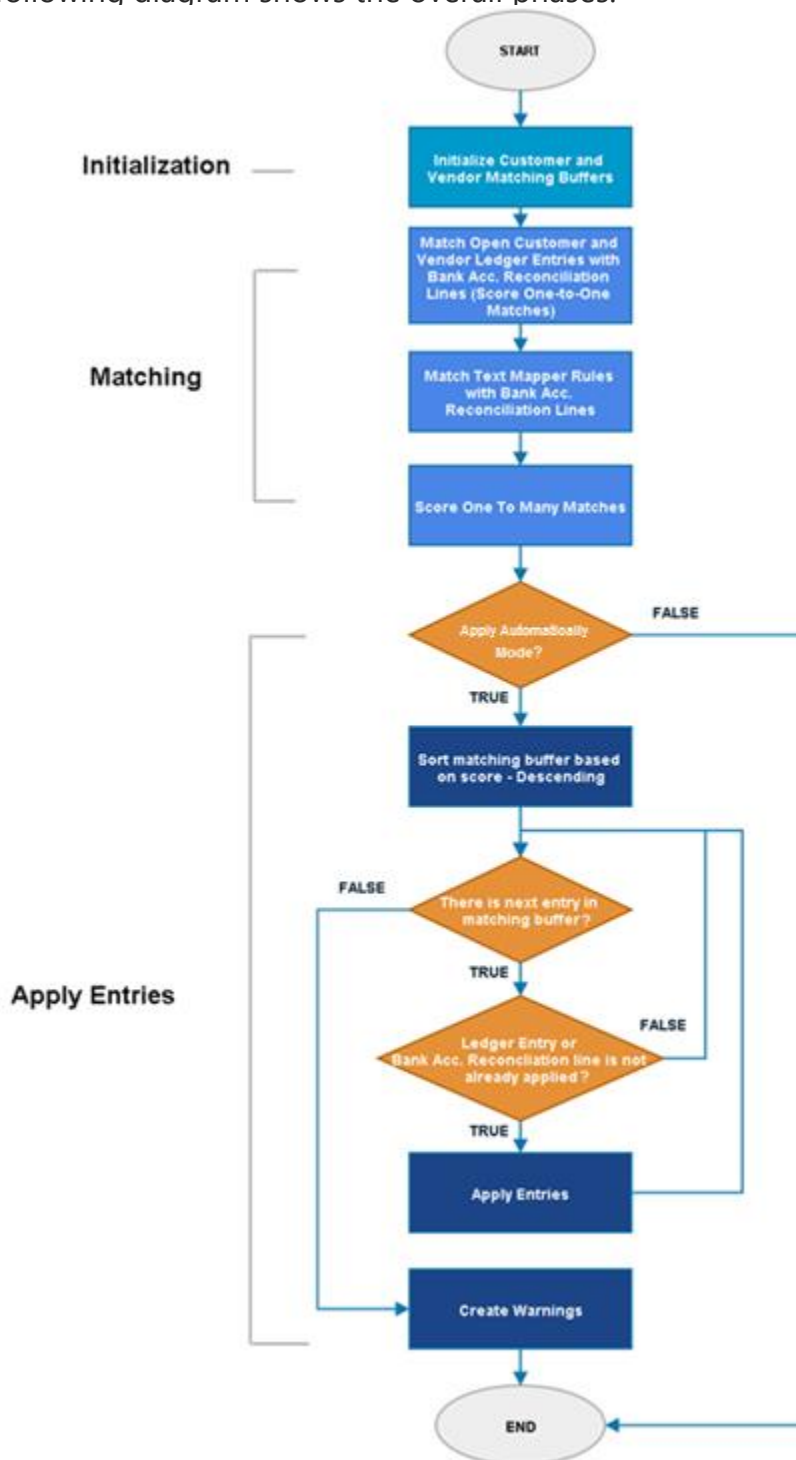 following diagram shows the overall phases.
START
Initialization
Initialize Customer and
Vendor Matching Buffers
Match Open Customer and
Vendor Ledger Entries with
Bank Acc. Reconciliation
Lines (Score One-to-One
Matches)
Matching
Match Text Mapper Rules
with Bank Acc.
Reconciliation Lines
Score One To Many Matches
Apply Automatically
Mode?
FALSE
TRUE
Sort matching buffer based
on score - Descending
There is next entry in
matching buffer?
FALSE
TRUE
Apply Entries
Ledger Entry or
Bank Acc. Reconcilation line is not
already applied?
FALSE
TRUE
Apply Entries
Create Warnings
END